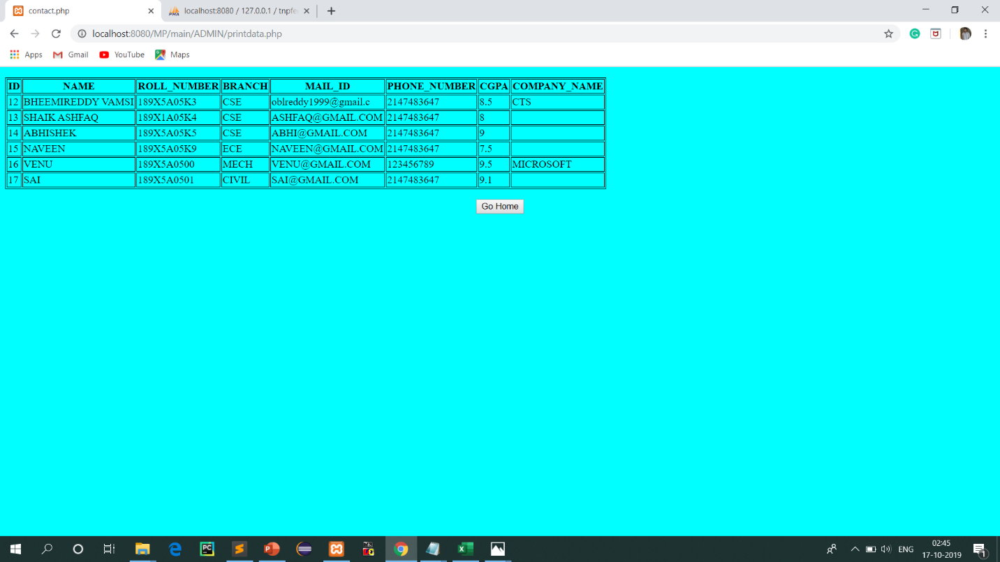 contact.php
localhost:8080 / 127.0.0.1 / tnpfe
localhost:8080/MP/main/ADMIN/printdata.php
Apps Gmail YouTube Maps
ID NAME ROLL_NUMBER BRANCH MAIL_ID PHONE_NUMBER CGPA COMPANY_NAME
12 BHEEMIREDDY VAMSI 189X5A05K3 CSE oblreddy1999@gmail.c 2147483647 8.5 CTS
13 SHAIK ASHFAQ 189X1A05K4 CSE ASHFAQ@GMAIL.COM 2147483647 8
14 ABHISHEK 189X5A05K5 CSE ABHI@GMAIL.COM 2147483647 9
15 NAVEEN 189X5A05K9 ECE NAVEEN@GMAIL.COM 2147483647 7.5
16 VENU 189X5A0500 MECH VENU@GMAIL.COM 123456789 9.5 MICROSOFT
17 SAI 189X5A0501 CIVIL SAI@GMAIL.COM 2147483647 9.1
Go Home
ENG
02:45
17-10-2019
1